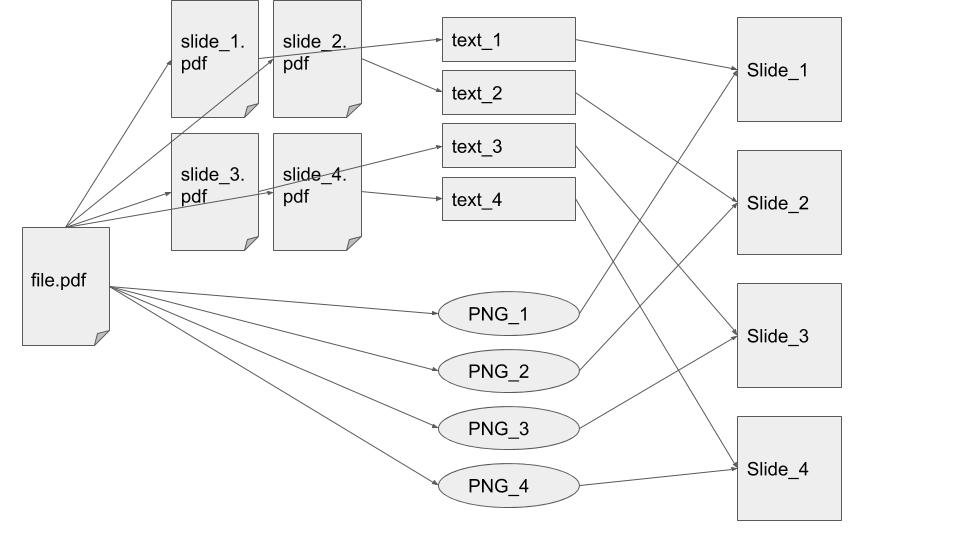 slide_1.
pdf
slide_2.
pdf
text_1
text_2
text_3
text_4
slide_3.
pdf
slide_4.
pdf
file.pdf
PNG_1
PNG_2
PNG_3
PNG_4
Slide_1
Slide_2
Slide_3
Slide_4